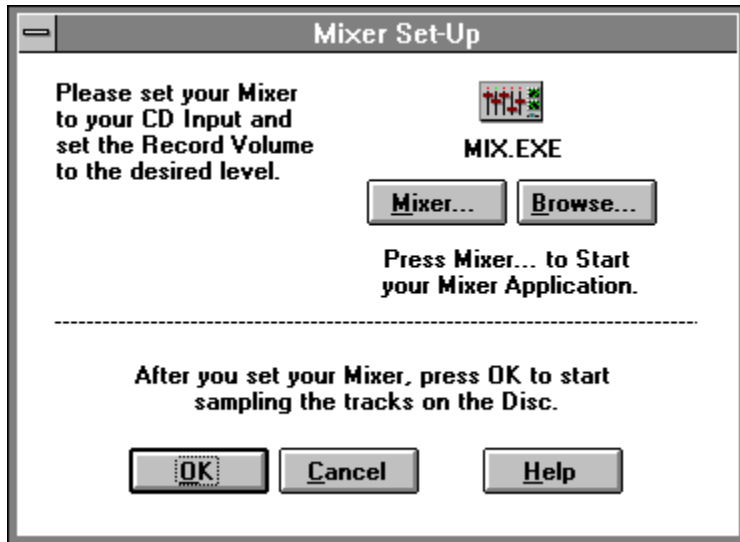 Mixer Set-Up
Please set your Mixer
to your CD Input and
set the Record Volume
to the desired level.
MIX.EXE
Mixer... Browse...
Press Mixer... to Start
your Mixer Application.
After you set your Mixer, press OK to start
sampling the tracks on the Disc.
OK Cancel Help